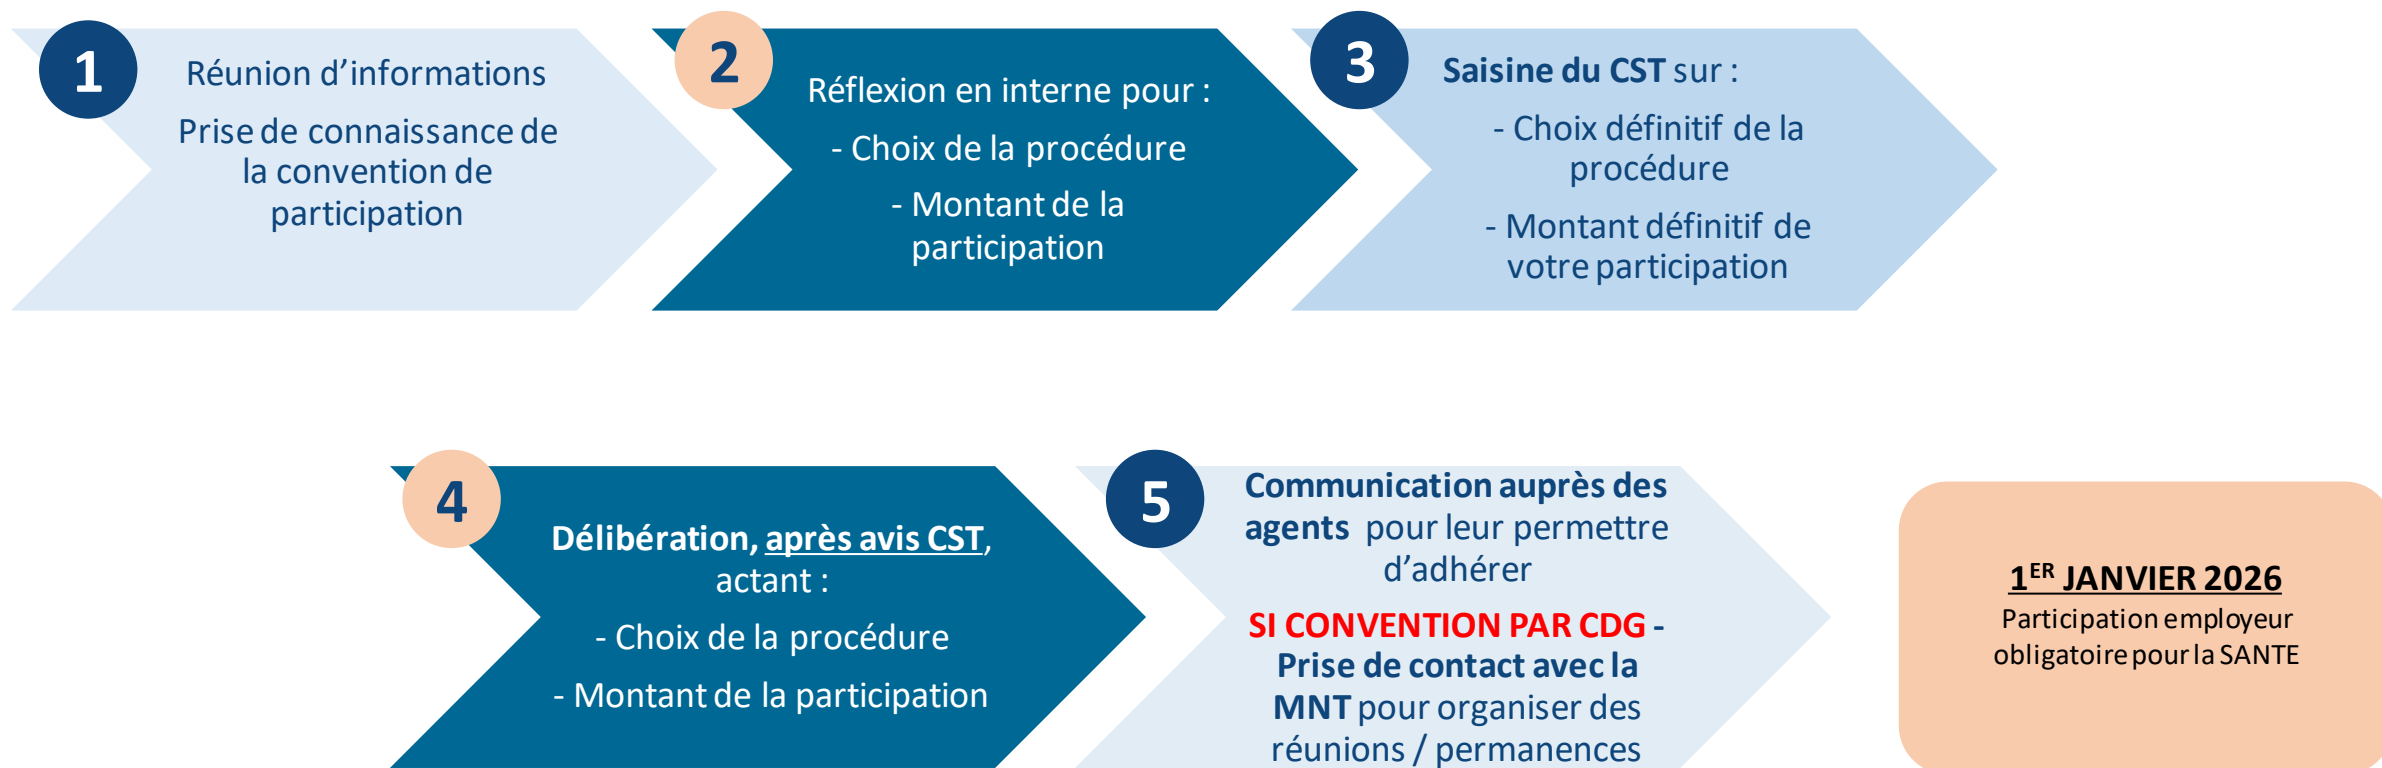 1
Réunion d’informations
Prise de connaissance de
la convention de
participation
2
Réflexion en interne pour :
- Choix de la procédure
- Montant de la
participation
3
Saisine du CST sur :
- Choix définitif de la
procédure
- Montant définitif de
votre participation
4
Délibération, après avis CST,
actant :
- Choix de la procédure
- Montant de la participation
5
Communication auprès des
agents pour leur permettre
d’adhérer
SI CONVENTION PAR CDG -
Prise de contact avec la
MNT pour organiser des
réunions / permanences
1ER JANVIER 2026
Participation employeur
obligatoire pour la SANTE